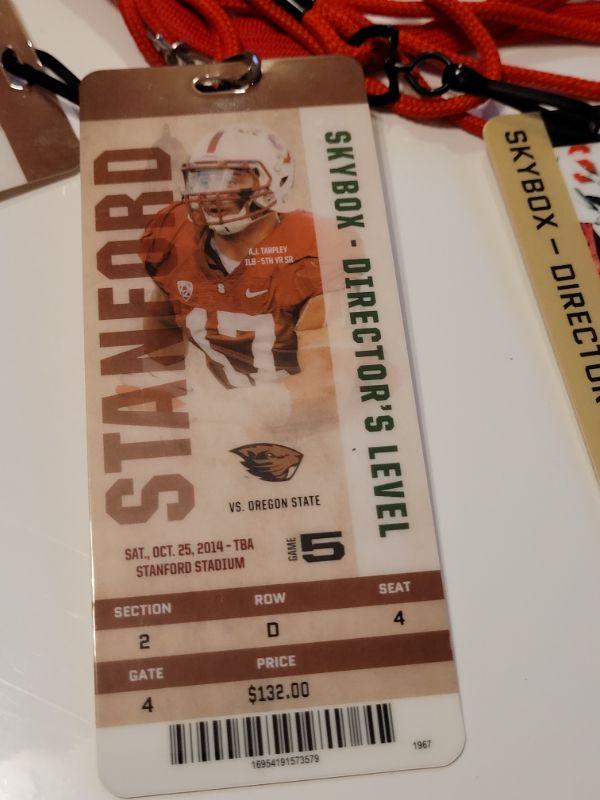 STANFORD
SKYBOX - DIRECTOR'S LEVEL
A.J. TARPLEY
ILB - 5TH YR SR
17
VS. OREGON STATE
SAT., OCT. 25, 2014 - TBA
STANFORD STADIUM
GAME 5
SECTION ROW SEAT
2 D 4
GATE PRICE
4 $132.00
16954191573579
1967
SKYBOX - DIRECTOR